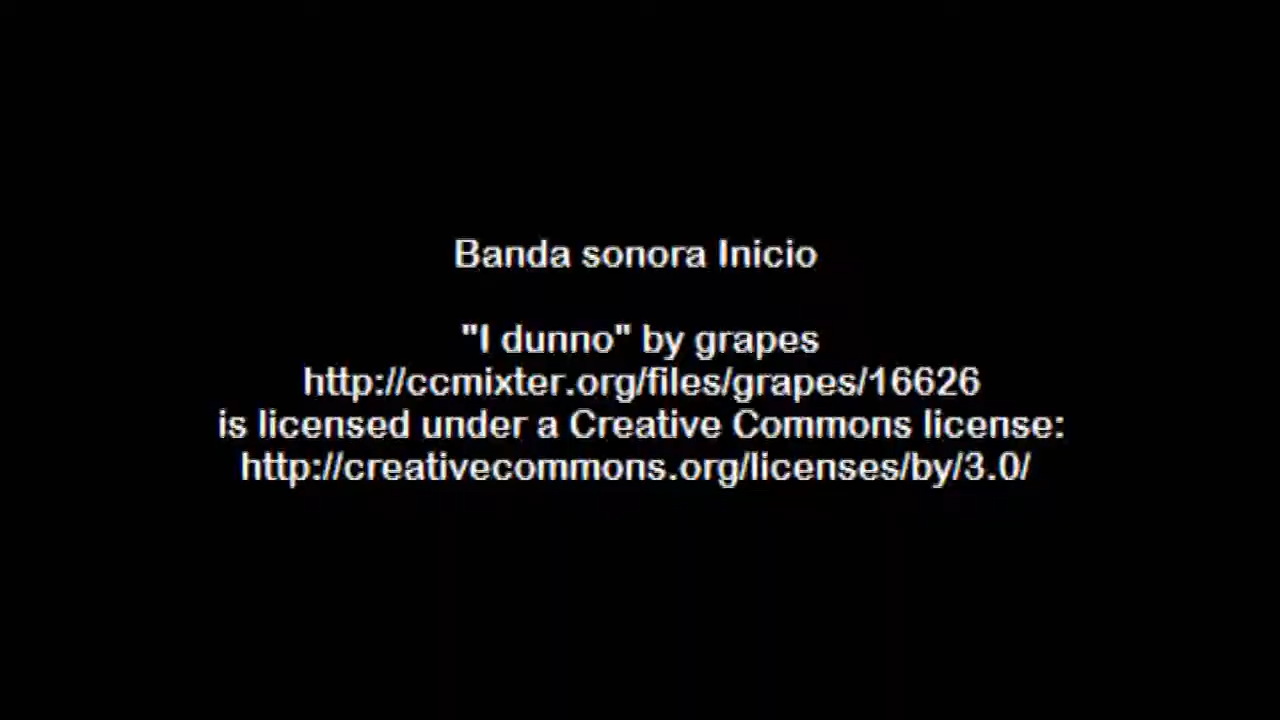 Banda sonora Inicio
"I dunno" by grapes
http://ccmixter.org/files/grapes/16626
is licensed under a Creative Commons license:
http://creativecommons.org/licenses/by/3.0/